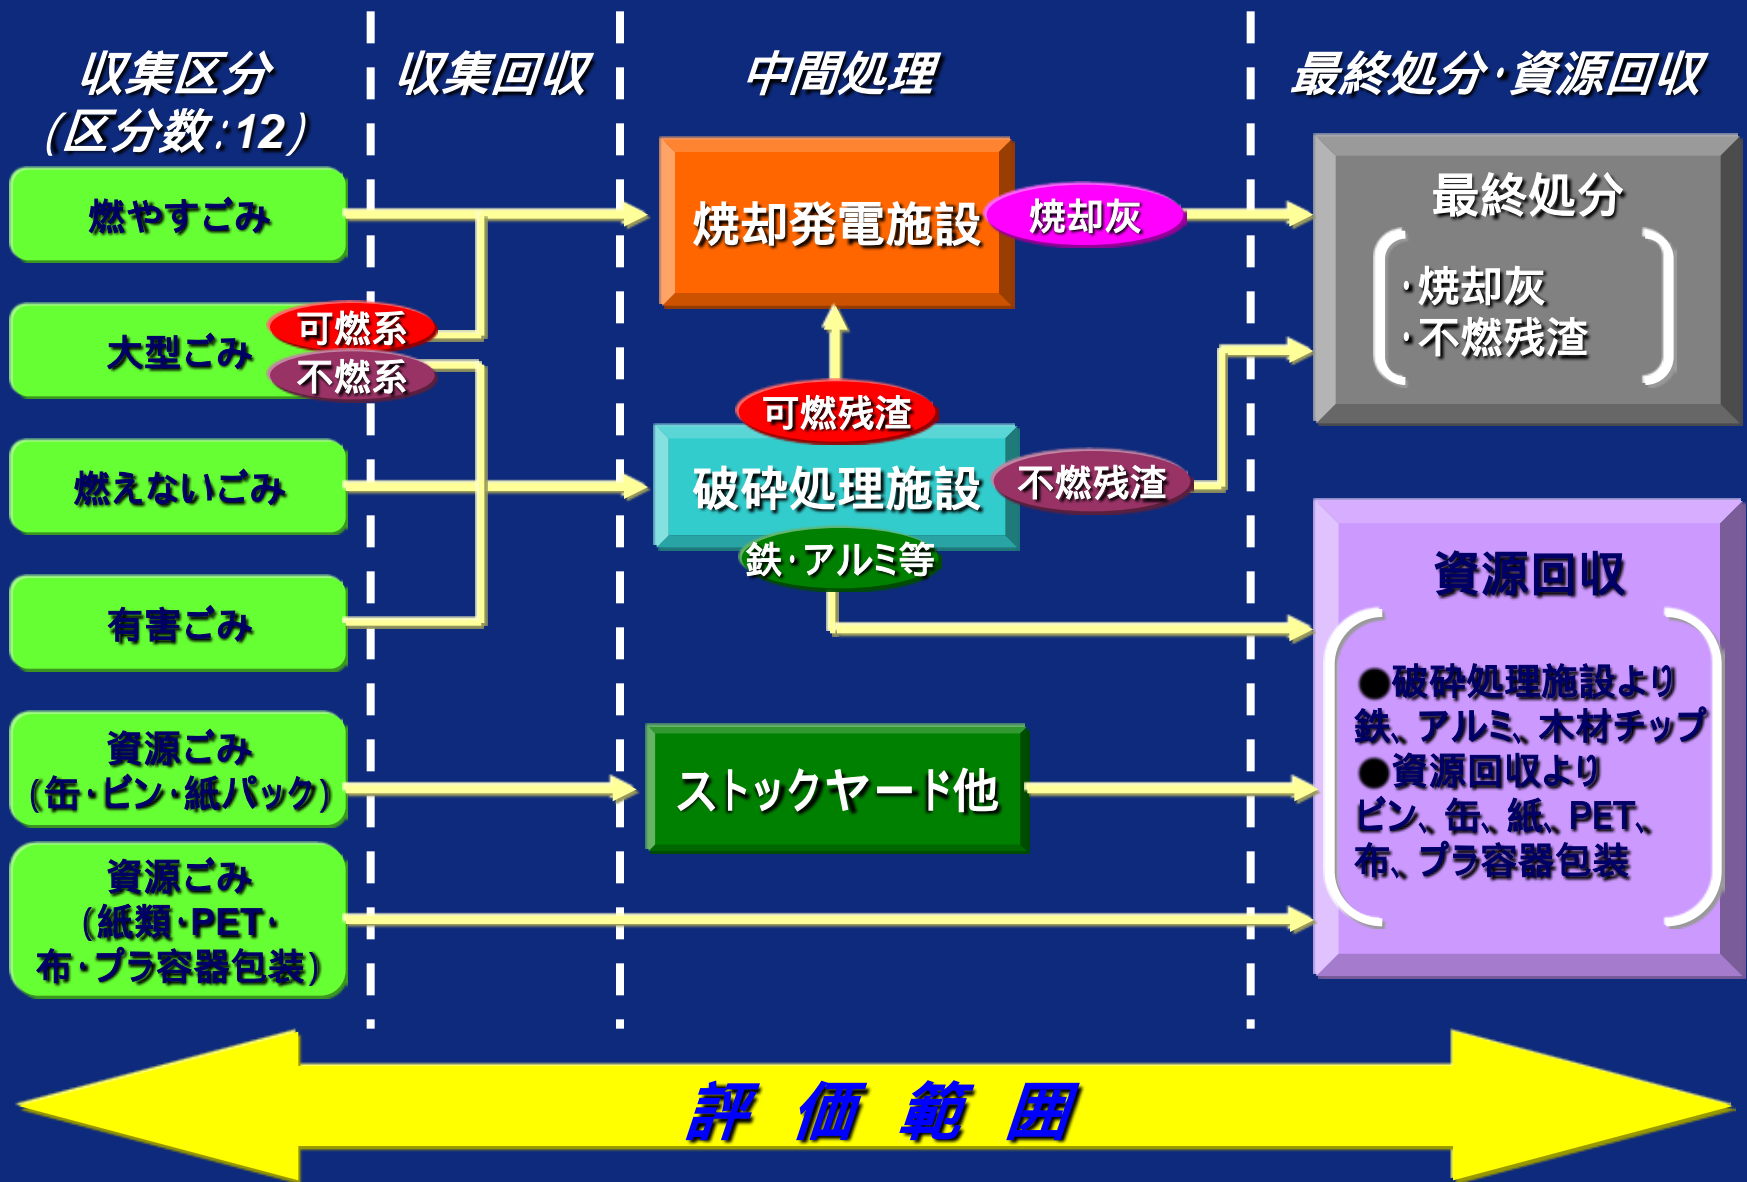 収集区分
(区分数:12)
収集回収
中間処理
最終処分・資源回収
燃やすごみ
大型ごみ
可燃系
不燃系
燃えないごみ
有害ごみ
資源ごみ
(缶・ビン・紙パック)
資源ごみ
(紙類・PET・
布・プラ容器包装)
焼却発電施設
焼却灰
可燃残渣
破砕処理施設
不燃残渣
鉄・アルミ等
ストックヤード他
最終処分
・焼却灰
・不燃残渣
資源回収
●破砕処理施設より
鉄、アルミ、木材チップ
●資源回収より
ビン、缶、紙、PET、
布、プラ容器包装
評価範囲